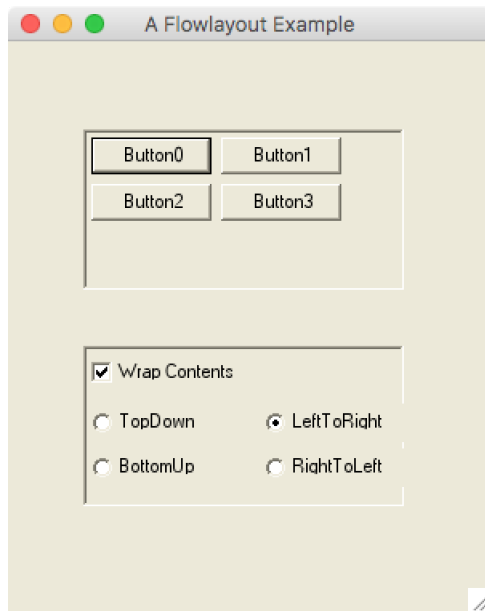 A Flowlayout Example
Button0 Button1
Button2 Button3
Wrap Contents
TopDown LeftToRight
BottomUp RightToLeft